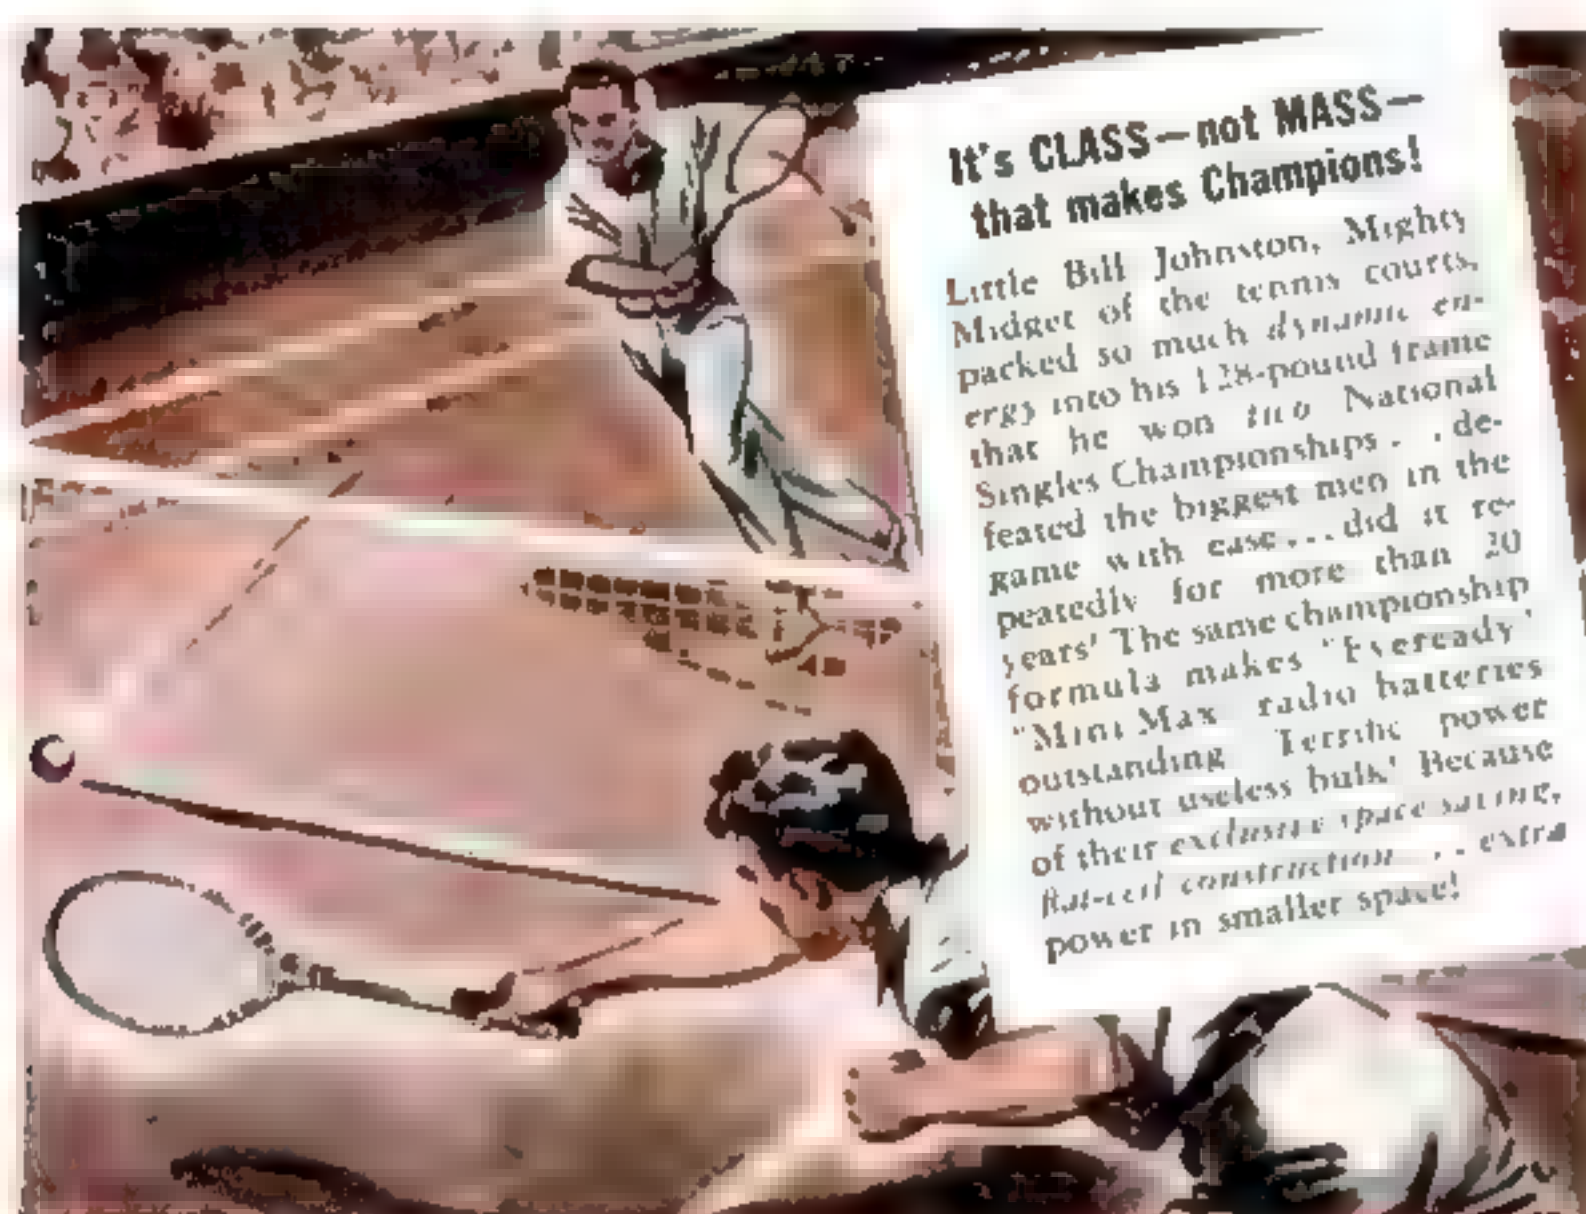 It's CLASS—not MASS—
that makes Champions!
Little Bill Johnston, Mighty
Midget of the tennis courts,
packed so much dynamic en-
ergy into his 128-pound frame
that he won two National
Singles Championships . . . de-
feated the biggest men in the
game with ease...did it re-
peatedly for more than 20
years! The same championship
formula makes "Eveready"
"Mini-Max" radio batteries
outstanding. Terrific power
without useless bulk! Because
of their exclusive space saving,
flat-cell construction . . . extra
power in smaller space!